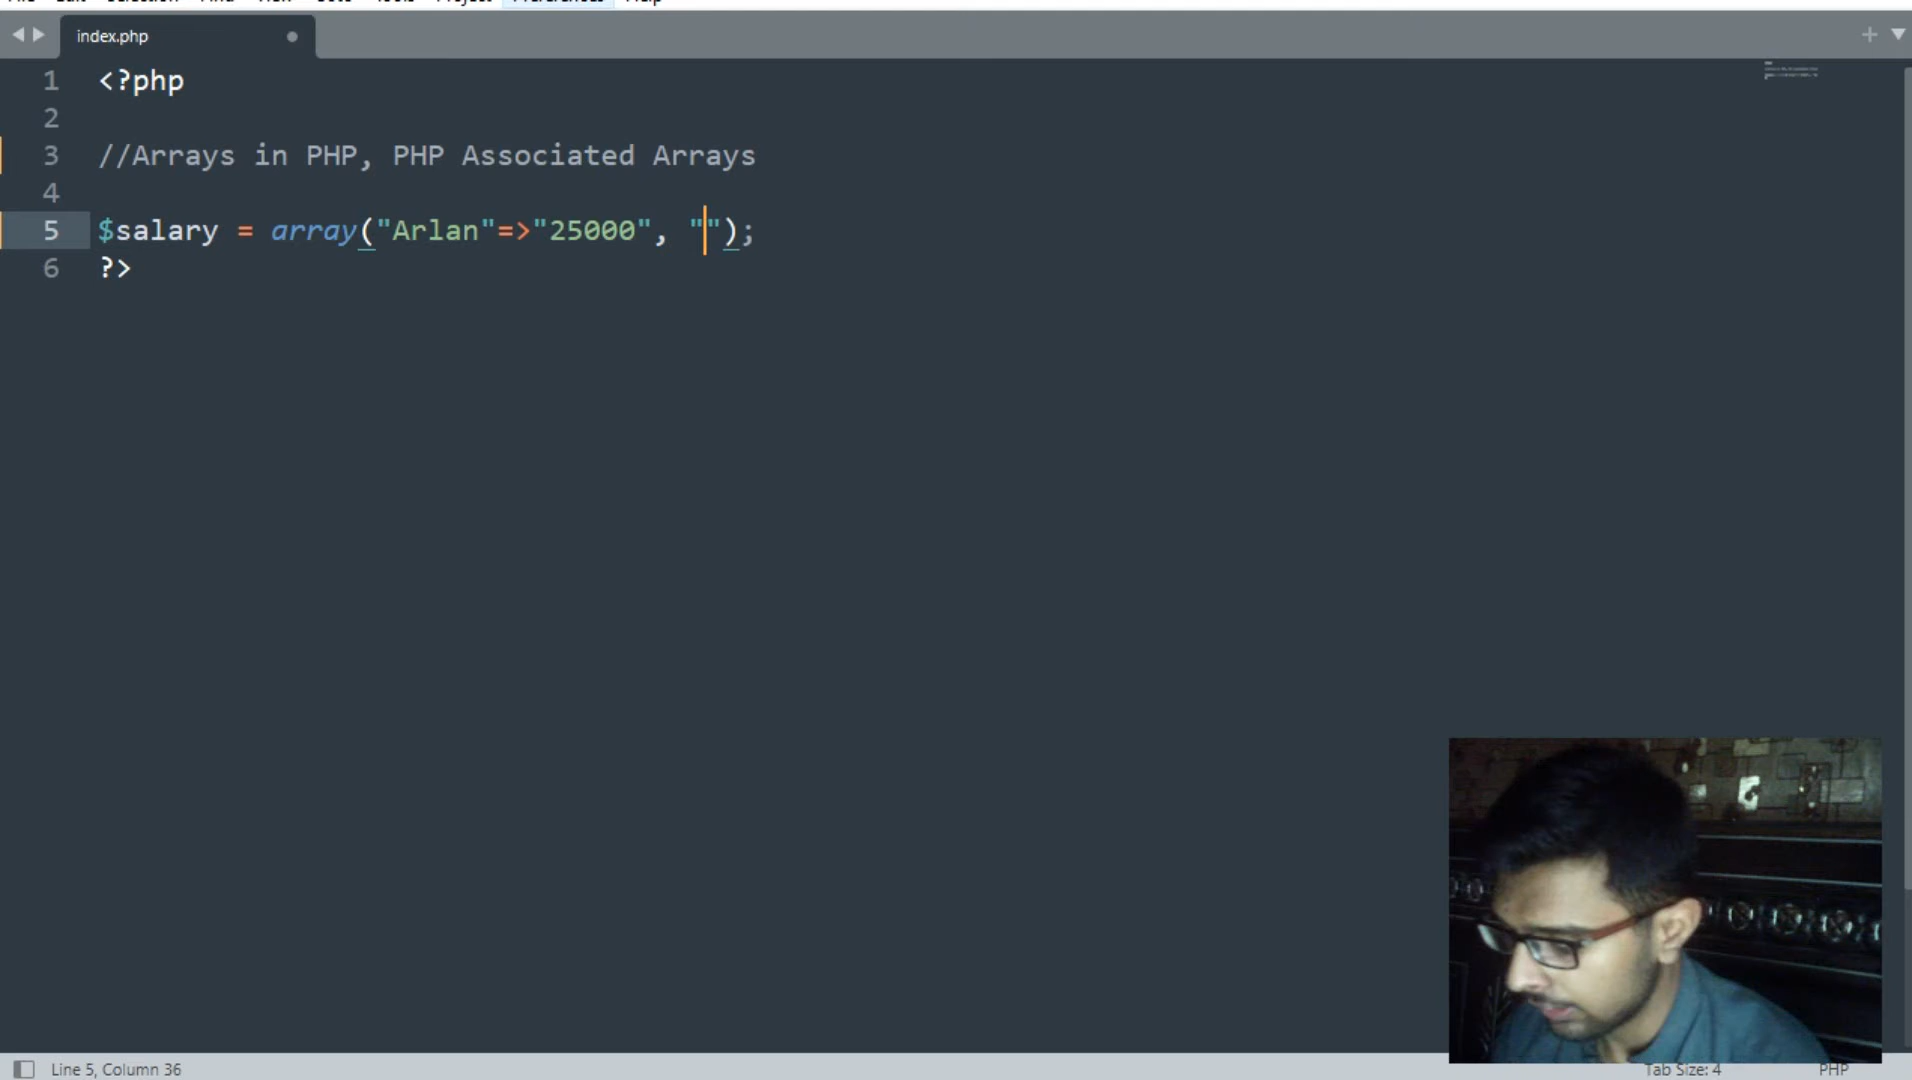 index.php
1 <?php
2
3 //Arrays in PHP, PHP Associated Arrays
4
5 $salary = array("Arlan"=>"25000", "");
6 ?>
Line 5, Column 36
Tab Size: 4
PHP